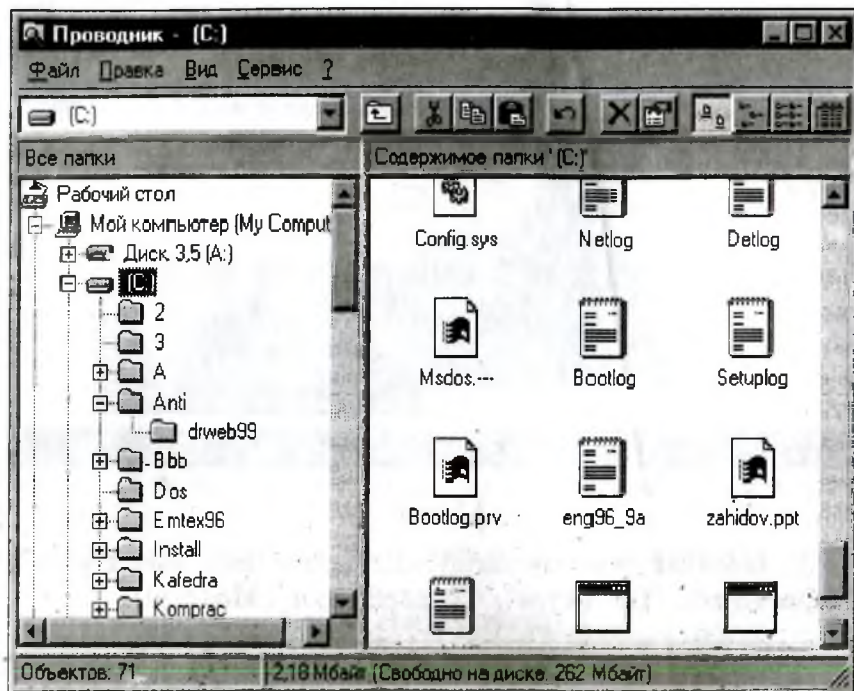 Проводник - (C:)
Файл Правка Вид Сервис ?
(C:)
Все папки
Содержимое папки '(C:)'
Рабочий стол
Мой компьютер (My Comput
Диск 3,5 (A:)
(C:)
2
3
A
Anti
drweb99
Bbb
Dos
Emtex96
Install
Kafedra
Komprac
Config.sys Netlog Detlog
Msdos.--- Bootlog Setuplog
Bootlog.prv eng96_9a zahidov.ppt
Объектов: 71 2,18 Мбайт (Свободно на диске: 262 Мбайт)